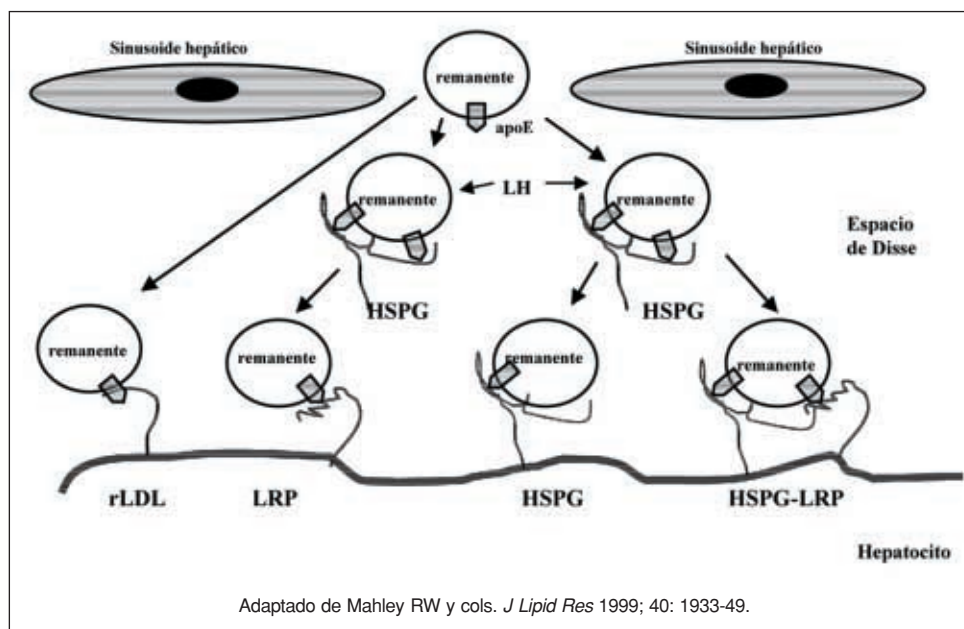 Sinusoide hepático
Sinusoide hepático
remanente
apoE
remanente
LH
remanente
Espacio
de Disse
HSPG
HSPG
remanente
remanente
remanente
remanente
rLDL
LRP
HSPG
HSPG-LRP
Hepatocito
Adaptado de Mahley RW y cols. J Lipid Res 1999; 40: 1933-49.